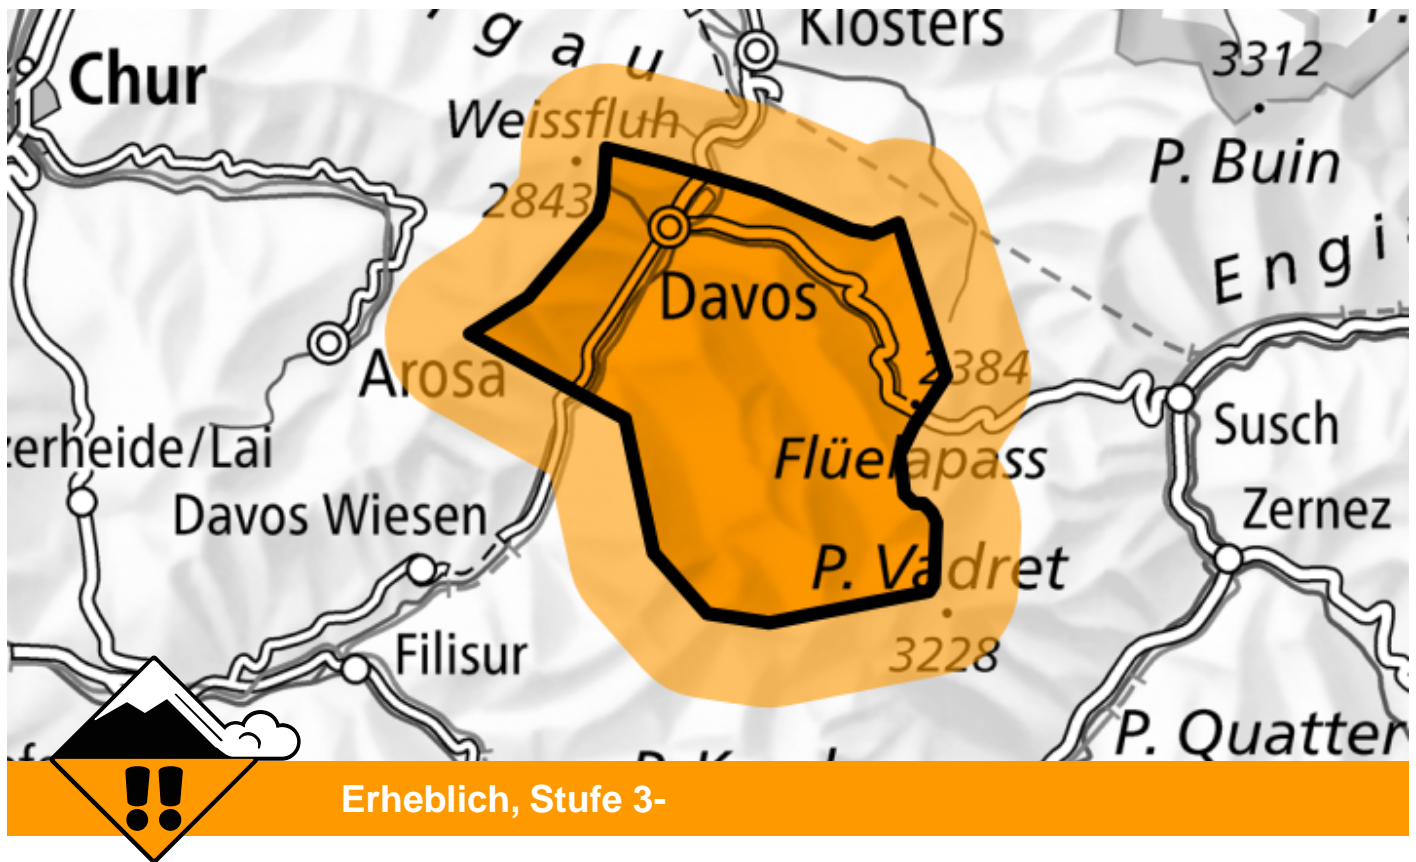 Klosters
g a u
Chur
3312
Weissfluh
P. Buin
2843
Engi
Davos
Arosa
2384
Susch
zerheide/Lai
Flüelapass
Davos Wiesen
Zernez
P. Vadret
Filisur
3228
P. Quatter
!! Erheblich, Stufe 3-